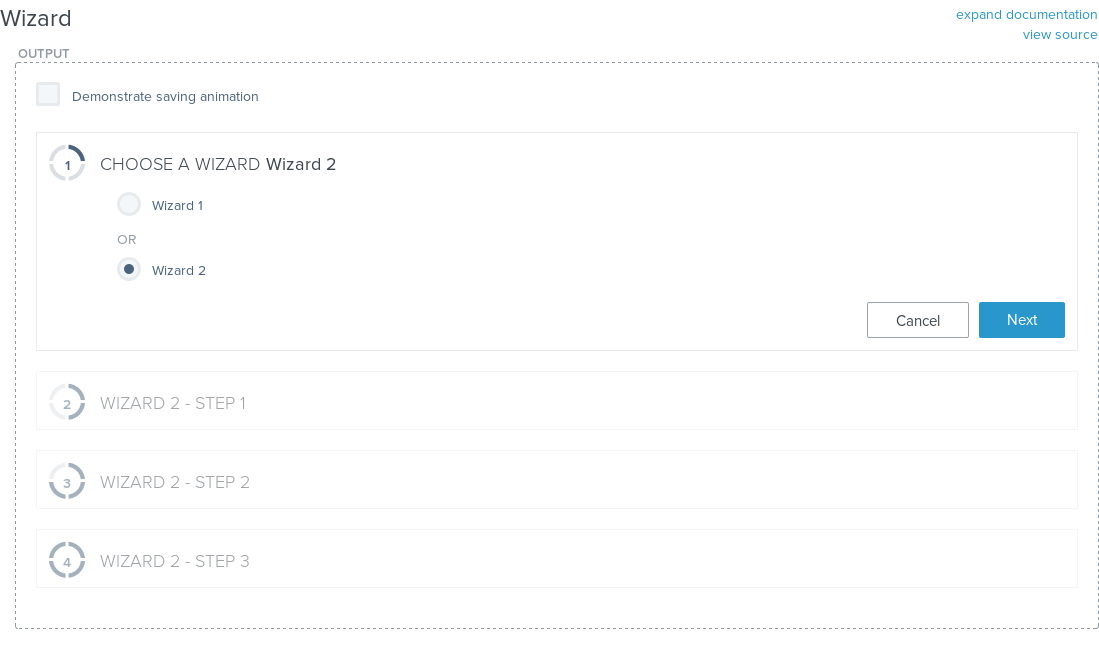 Wizard
expand documentation
view source
OUTPUT
Demonstrate saving animation
1 CHOOSE A WIZARD Wizard 2
Wizard 1
OR
Wizard 2
Cancel Next
2 WIZARD 2 - STEP 1
3 WIZARD 2 - STEP 2
4 WIZARD 2 - STEP 3